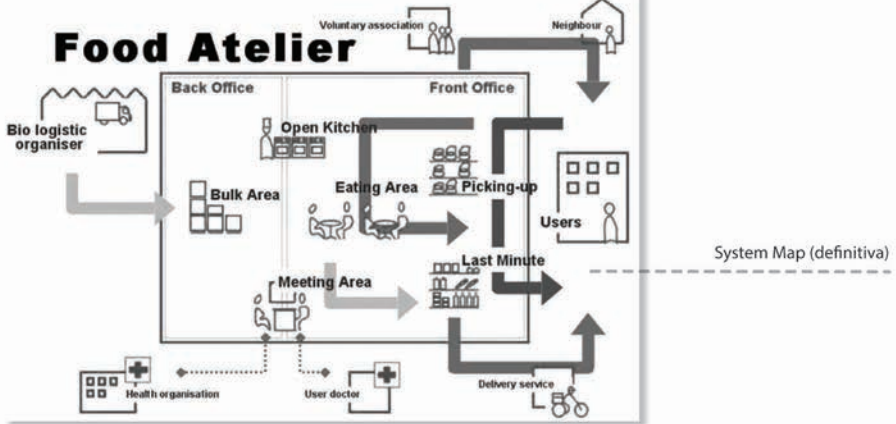 Food Atelier
Voluntary association
Neighbour
Back Office
Front Office
Bio logistic
organiser
Open Kitchen
Bulk Area
Eating Area
Picking-up
Users
Last Minute
Meeting Area
Health organisation
User doctor
Delivery service
System Map (definitiva)